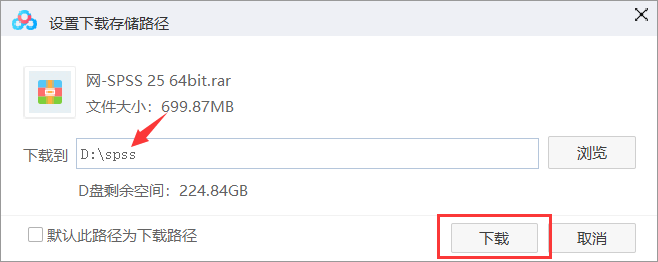 设置下载存储路径
网-SPSS 25 64bit.rar
文件大小：699.87MB
下载到 D:\spss 浏览
D盘剩余空间：224.84GB
默认此路径为下载路径 下载 取消